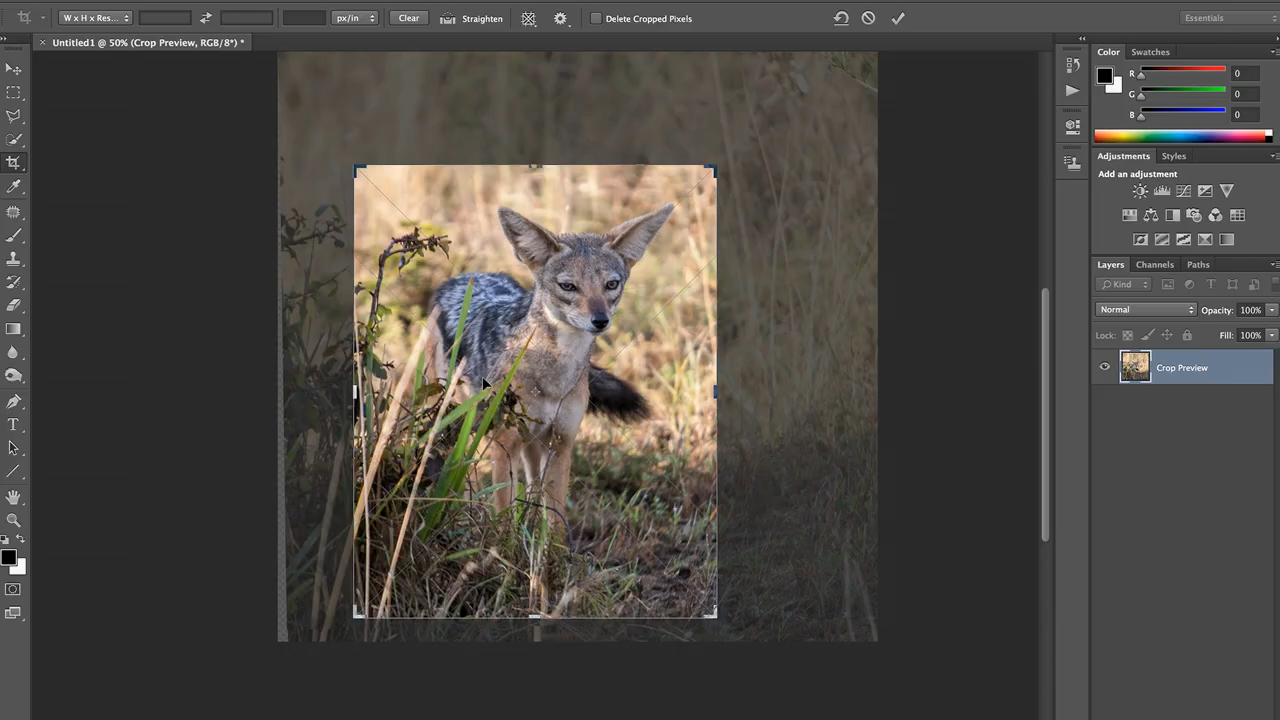 W x H x Res... px/in Clear Straighten Delete Cropped Pixels Essentials
Untitled1 @ 50% (Crop Preview, RGB/8*) *
Color Swatches
R 0
G 0
B 0
Adjustments Styles
Add an adjustment
Layers Channels Paths
Kind
Normal Opacity: 100%
Lock: Fill: 100%
Crop Preview